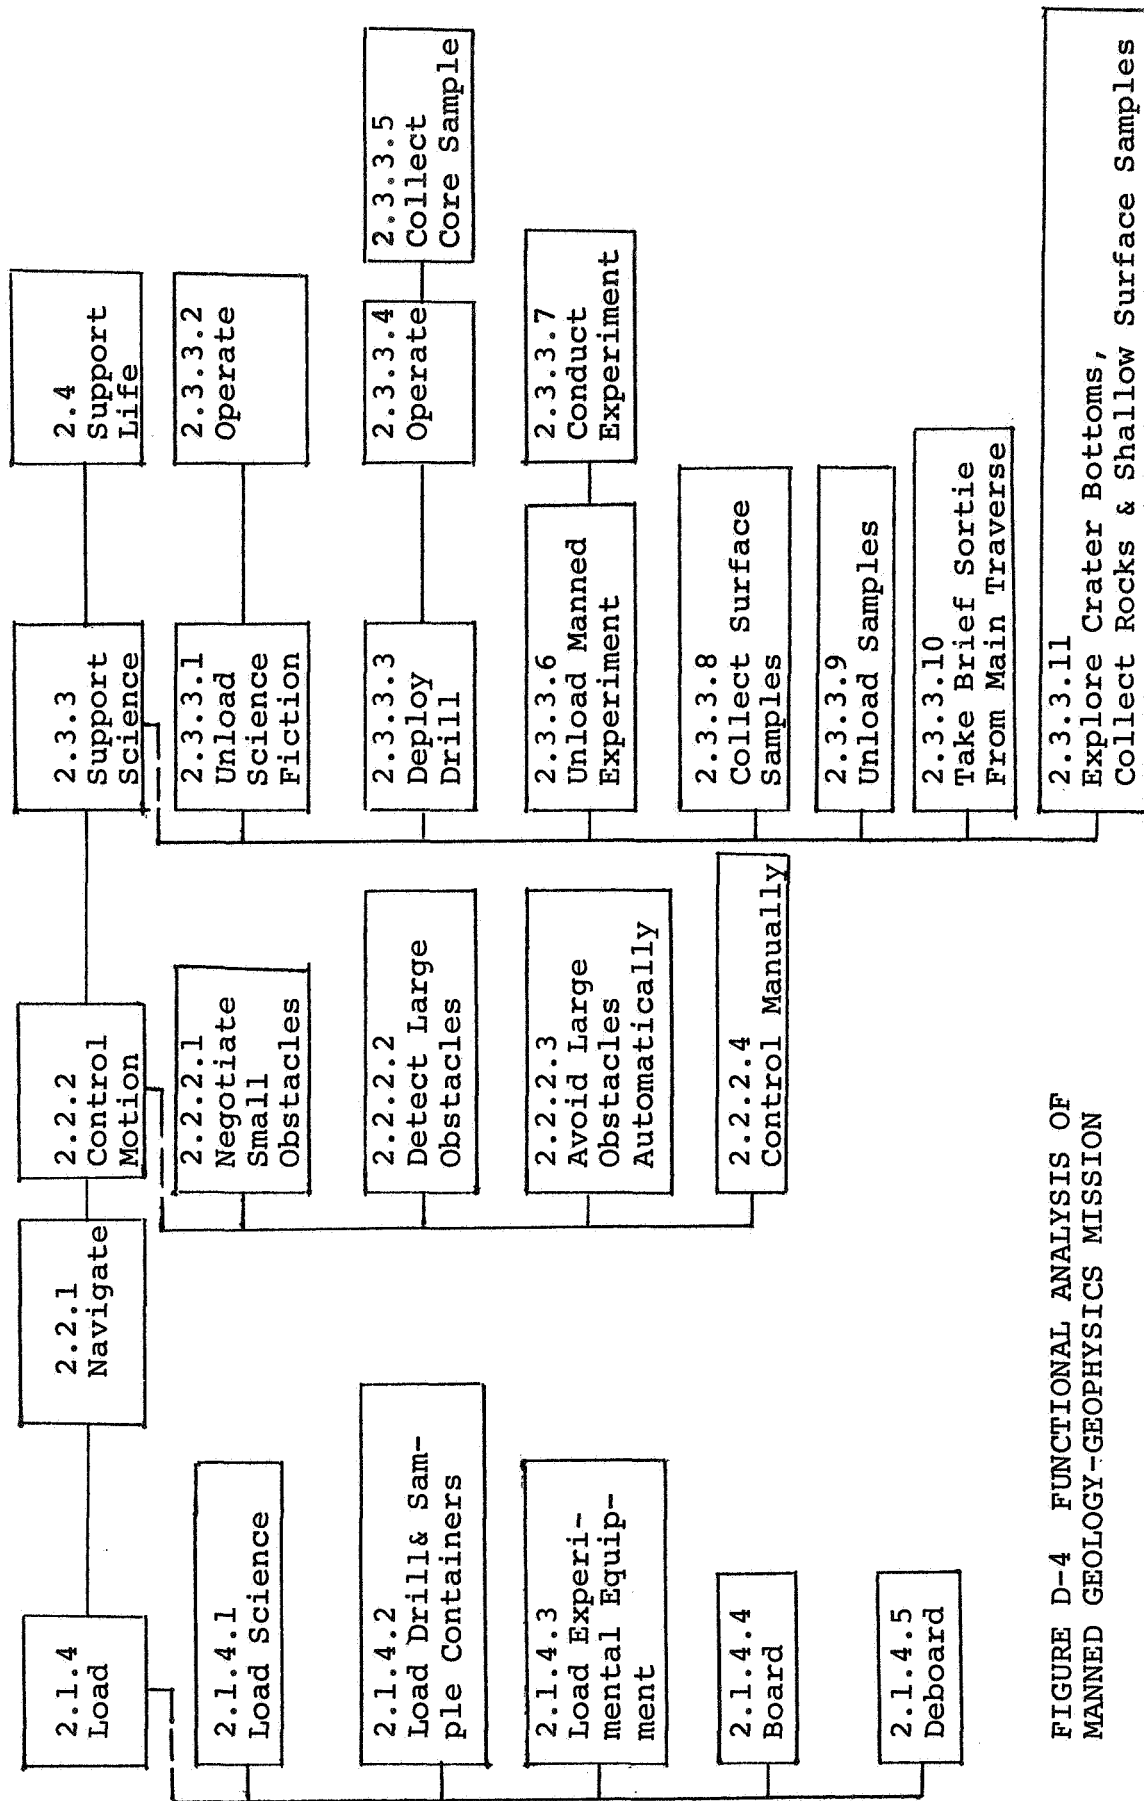 2.1.4
Load
2.2.1
Navigate
2.2.2
Control
Motion
2.3.3
Support
Science
2.4
Support
Life
2.1.4.1
Load Science
2.1.4.2
Load Drill& Sam-
ple Containers
2.1.4.3
Load Experi-
mental Equip-
ment
2.1.4.4
Board
2.1.4.5
Deboard
2.2.2.1
Negotiate
Small
Obstacles
2.2.2.2
Detect Large
Obstacles
2.2.2.3
Avoid Large
Obstacles
Automatically
2.2.2.4
Control Manually
2.3.3.1
Unload
Science
Fiction
2.3.3.2
Operate
2.3.3.3
Deploy
Drill
2.3.3.4
Operate
2.3.3.5
Collect
Core Sample
2.3.3.6
Unload Manned
Experiment
2.3.3.7
Conduct
Experiment
2.3.3.8
Collect Surface
Samples
2.3.3.9
Unload Samples
2.3.3.10
Take Brief Sortie
From Main Traverse
2.3.3.11
Explore Crater Bottoms,
Collect Rocks & Shallow Surface Samples
FIGURE D-4 FUNCTIONAL ANALYSIS OF
MANNED GEOLOGY-GEOPHYSICS MISSION